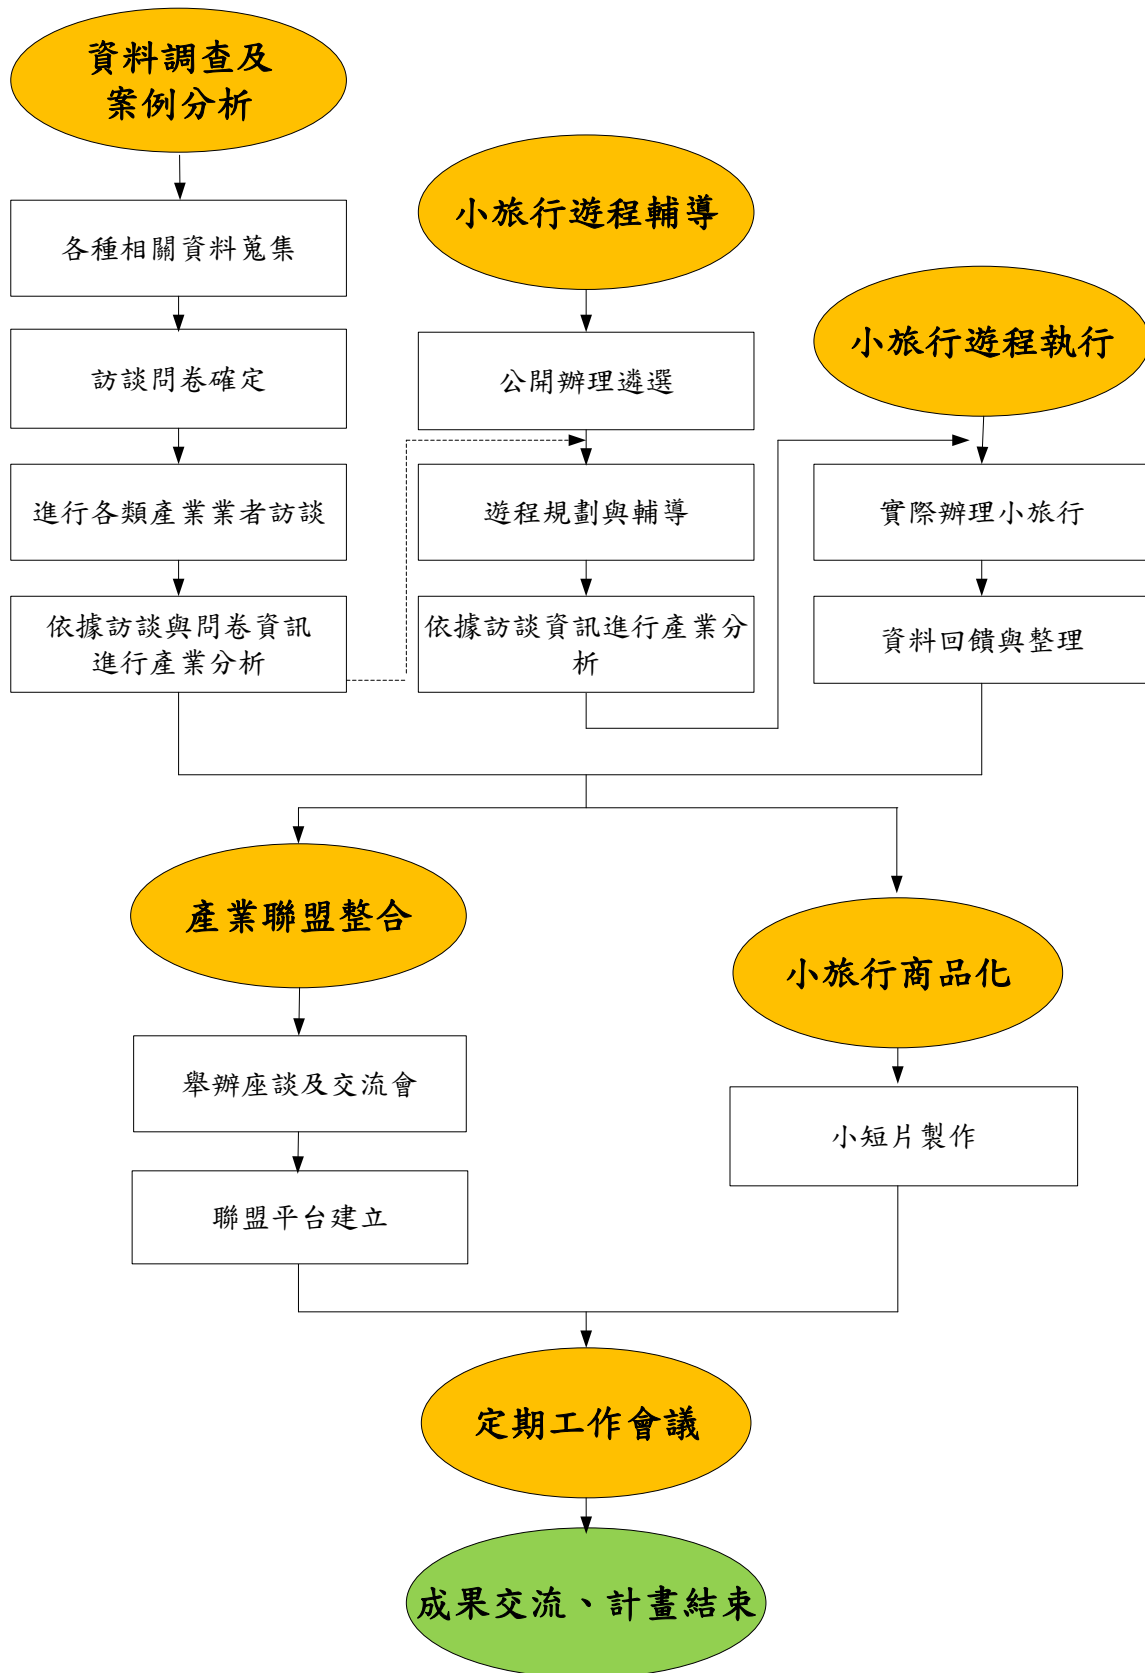 資料調查及
案例分析
各種相關資料蒐集
訪談問卷確定
進行各類產業業者訪談
依據訪談與問卷資訊
進行產業分析
小旅行遊程輔導
公開辦理遴選
遊程規劃與輔導
依據訪談資訊進行產業分
析
小旅行遊程執行
實際辦理小旅行
資料回饋與整理
產業聯盟整合
舉辦座談及交流會
聯盟平台建立
小旅行商品化
小短片製作
定期工作會議
成果交流、計畫結束